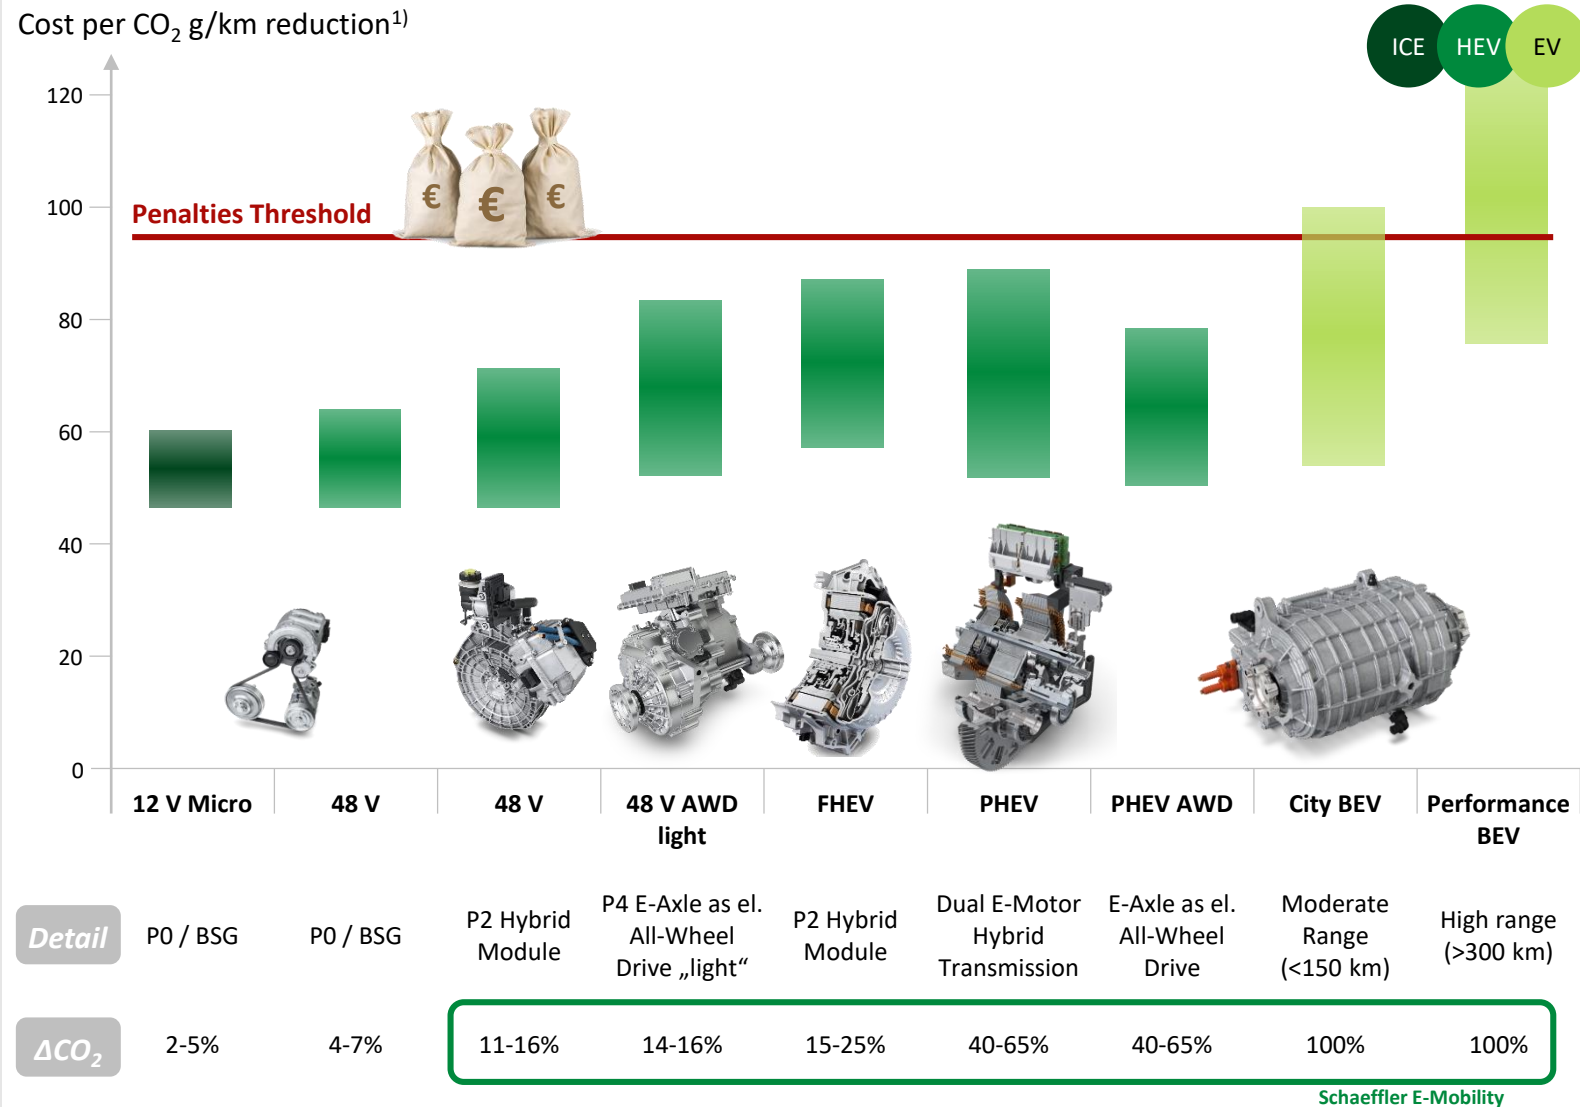 Cost per CO2 g/km reduction1)
ICE HEV EV
120
100
80
60
40
20
0
Penalties Threshold
€ € €
12 V Micro 48 V 48 V 48 V AWD FHEV PHEV PHEV AWD City BEV Performance
light BEV
Detail
P0 / BSG
P0 / BSG
P2 Hybrid
Module
P4 E-Axle as el.
All-Wheel
Drive „light“
P2 Hybrid
Module
Dual E-Motor
Hybrid
Transmission
E-Axle as el.
All-Wheel
Drive
Moderate
Range
(<150 km)
High range
(>300 km)
ΔCO2 2-5% 4-7% 11-16% 14-16% 15-25% 40-65% 40-65% 100% 100%
Schaeffler E-Mobility